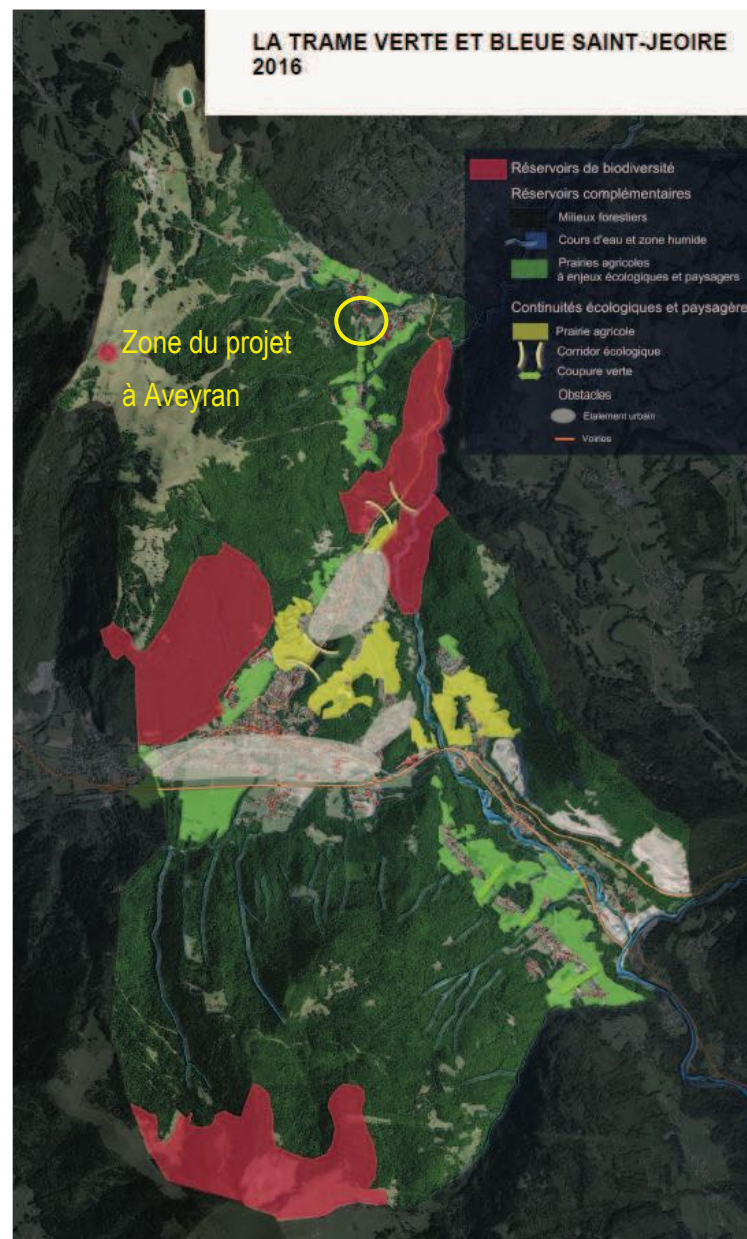 LA TRAME VERTE ET BLEUE SAINT-JEOIRE
2016
Réservoirs de biodiversité
Réservoirs complémentaires
Milieux forestiers
Cours d'eau et zone humide
Prairies agricoles
à enjeux écologiques et paysagers
Continuités écologiques et paysagère
Prairie agricole
Corridor écologique
Coupure verte
Obstacles
Etalement urbain
Voiries
Zone du projet
à Aveyran